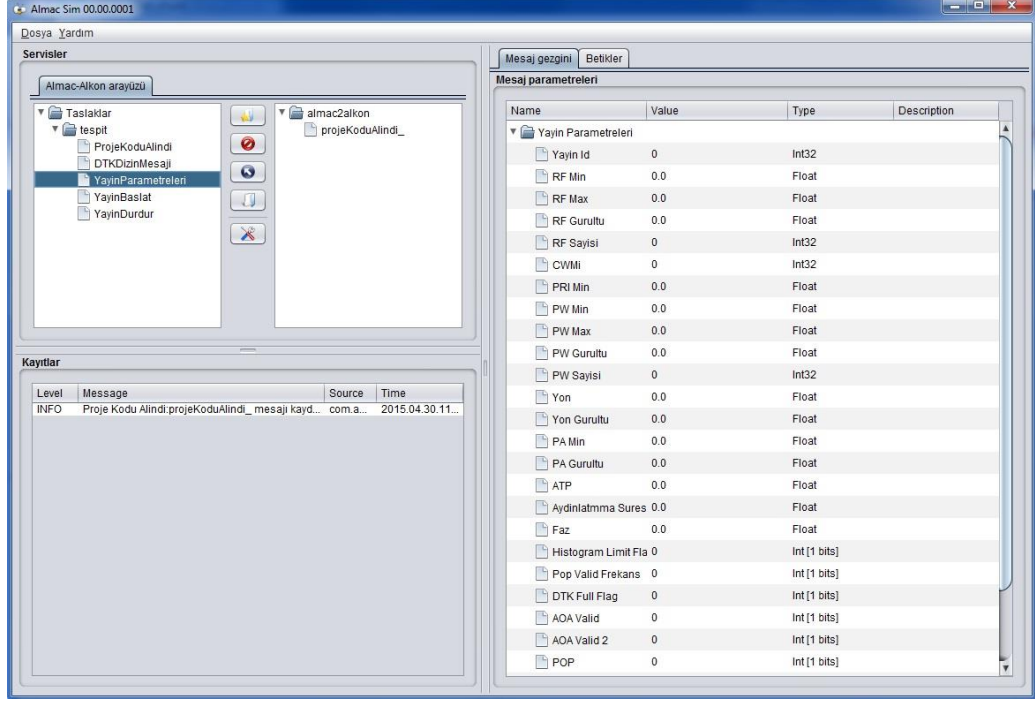 Almac Sim 00.00.0001
Dosya Yardım
Servisler
Almac-Alkon arayüzü
Taslaklar
tespit
ProjeKoduAlindi
DTKDizinMesaji
YayinParametreleri
YayinBaslat
YayinDurdur
almac2alkon
projeKoduAlindi_
Kayıtlar
Level Message Source Time
INFO Proje Kodu Alindi:projeKoduAlindi_ mesajı kayd... com.a... 2015.04.30.11...
Mesaj gezgini Betikler
Mesaj parametreleri
Name Value Type Description
Yayin Parametreleri
Yayin Id 0 Int32
RF Min 0.0 Float
RF Max 0.0 Float
RF Gurultu 0.0 Float
RF Sayisi 0 Int32
CWMi 0 Int32
PRI Min 0.0 Float
PW Min 0.0 Float
PW Max 0.0 Float
PW Gurultu 0.0 Float
PW Sayisi 0 Int32
Yon 0.0 Float
Yon Gurultu 0.0 Float
PA Min 0.0 Float
PA Gurultu 0.0 Float
ATP 0.0 Float
Aydinlatmma Sures 0.0 Float
Faz 0.0 Float
Histogram Limit Fla 0 Int [1 bits]
Pop Valid Frekans 0 Int [1 bits]
DTK Full Flag 0 Int [1 bits]
AOA Valid 0 Int [1 bits]
AOA Valid 2 0 Int [1 bits]
POP 0 Int [1 bits]